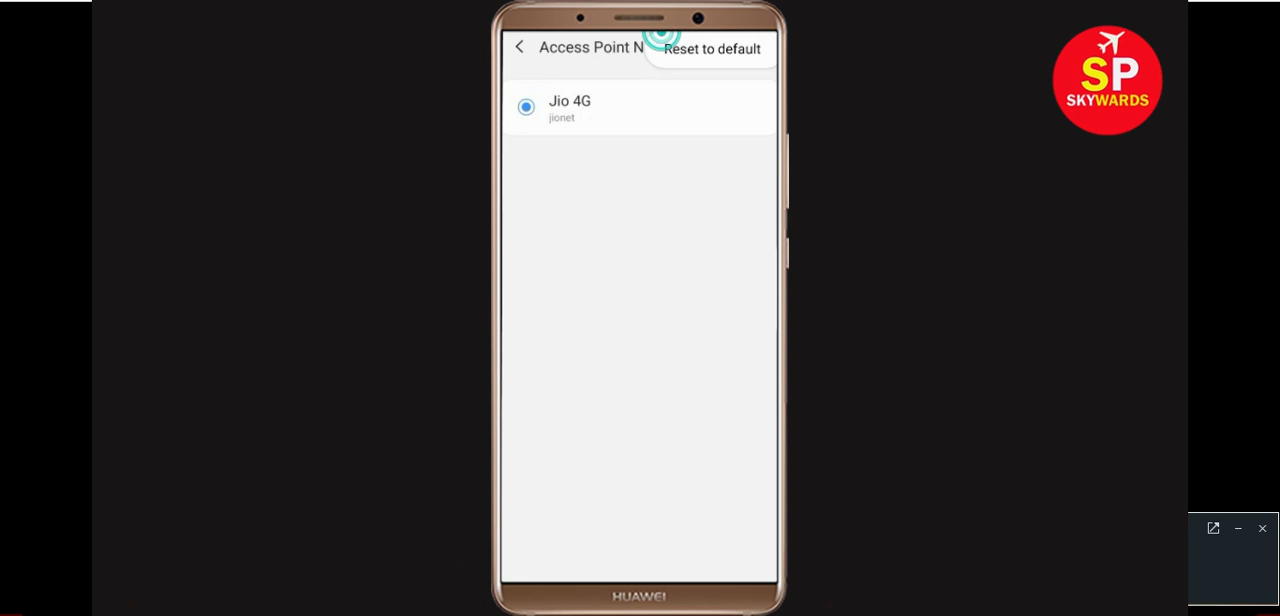 Access Point N
Reset to default
Jio 4G
jionet
SP
SKYWARDS
HUAWEI